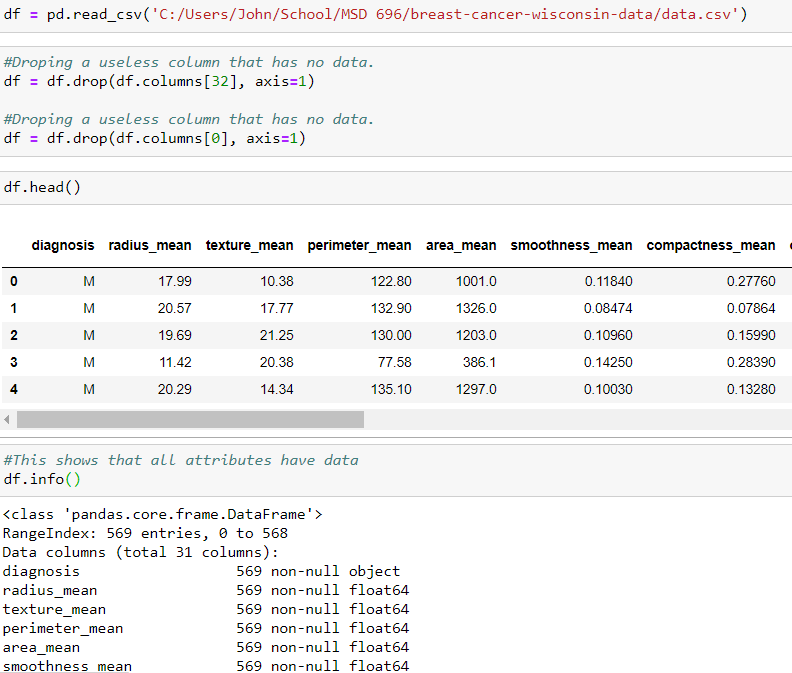 df = pd.read_csv('C:/Users/John/School/MSD 696/breast-cancer-wisconsin-data/data.csv')
#Droping a useless column that has no data.
df = df.drop(df.columns[32], axis=1)
#Droping a useless column that has no data.
df = df.drop(df.columns[0], axis=1)
df.head()
diagnosis radius_mean texture_mean perimeter_mean area_mean smoothness_mean compactness_mean
0 M 17.99 10.38 122.80 1001.0 0.11840 0.27760
1 M 20.57 17.77 132.90 1326.0 0.08474 0.07864
2 M 19.69 21.25 130.00 1203.0 0.10960 0.15990
3 M 11.42 20.38 77.58 386.1 0.14250 0.28390
4 M 20.29 14.34 135.10 1297.0 0.10030 0.13280
#This shows that all attributes have data
df.info()
<class 'pandas.core.frame.DataFrame'>
RangeIndex: 569 entries, 0 to 568
Data columns (total 31 columns):
diagnosis 569 non-null object
radius_mean 569 non-null float64
texture_mean 569 non-null float64
perimeter_mean 569 non-null float64
area_mean 569 non-null float64
smoothness_mean 569 non-null float64